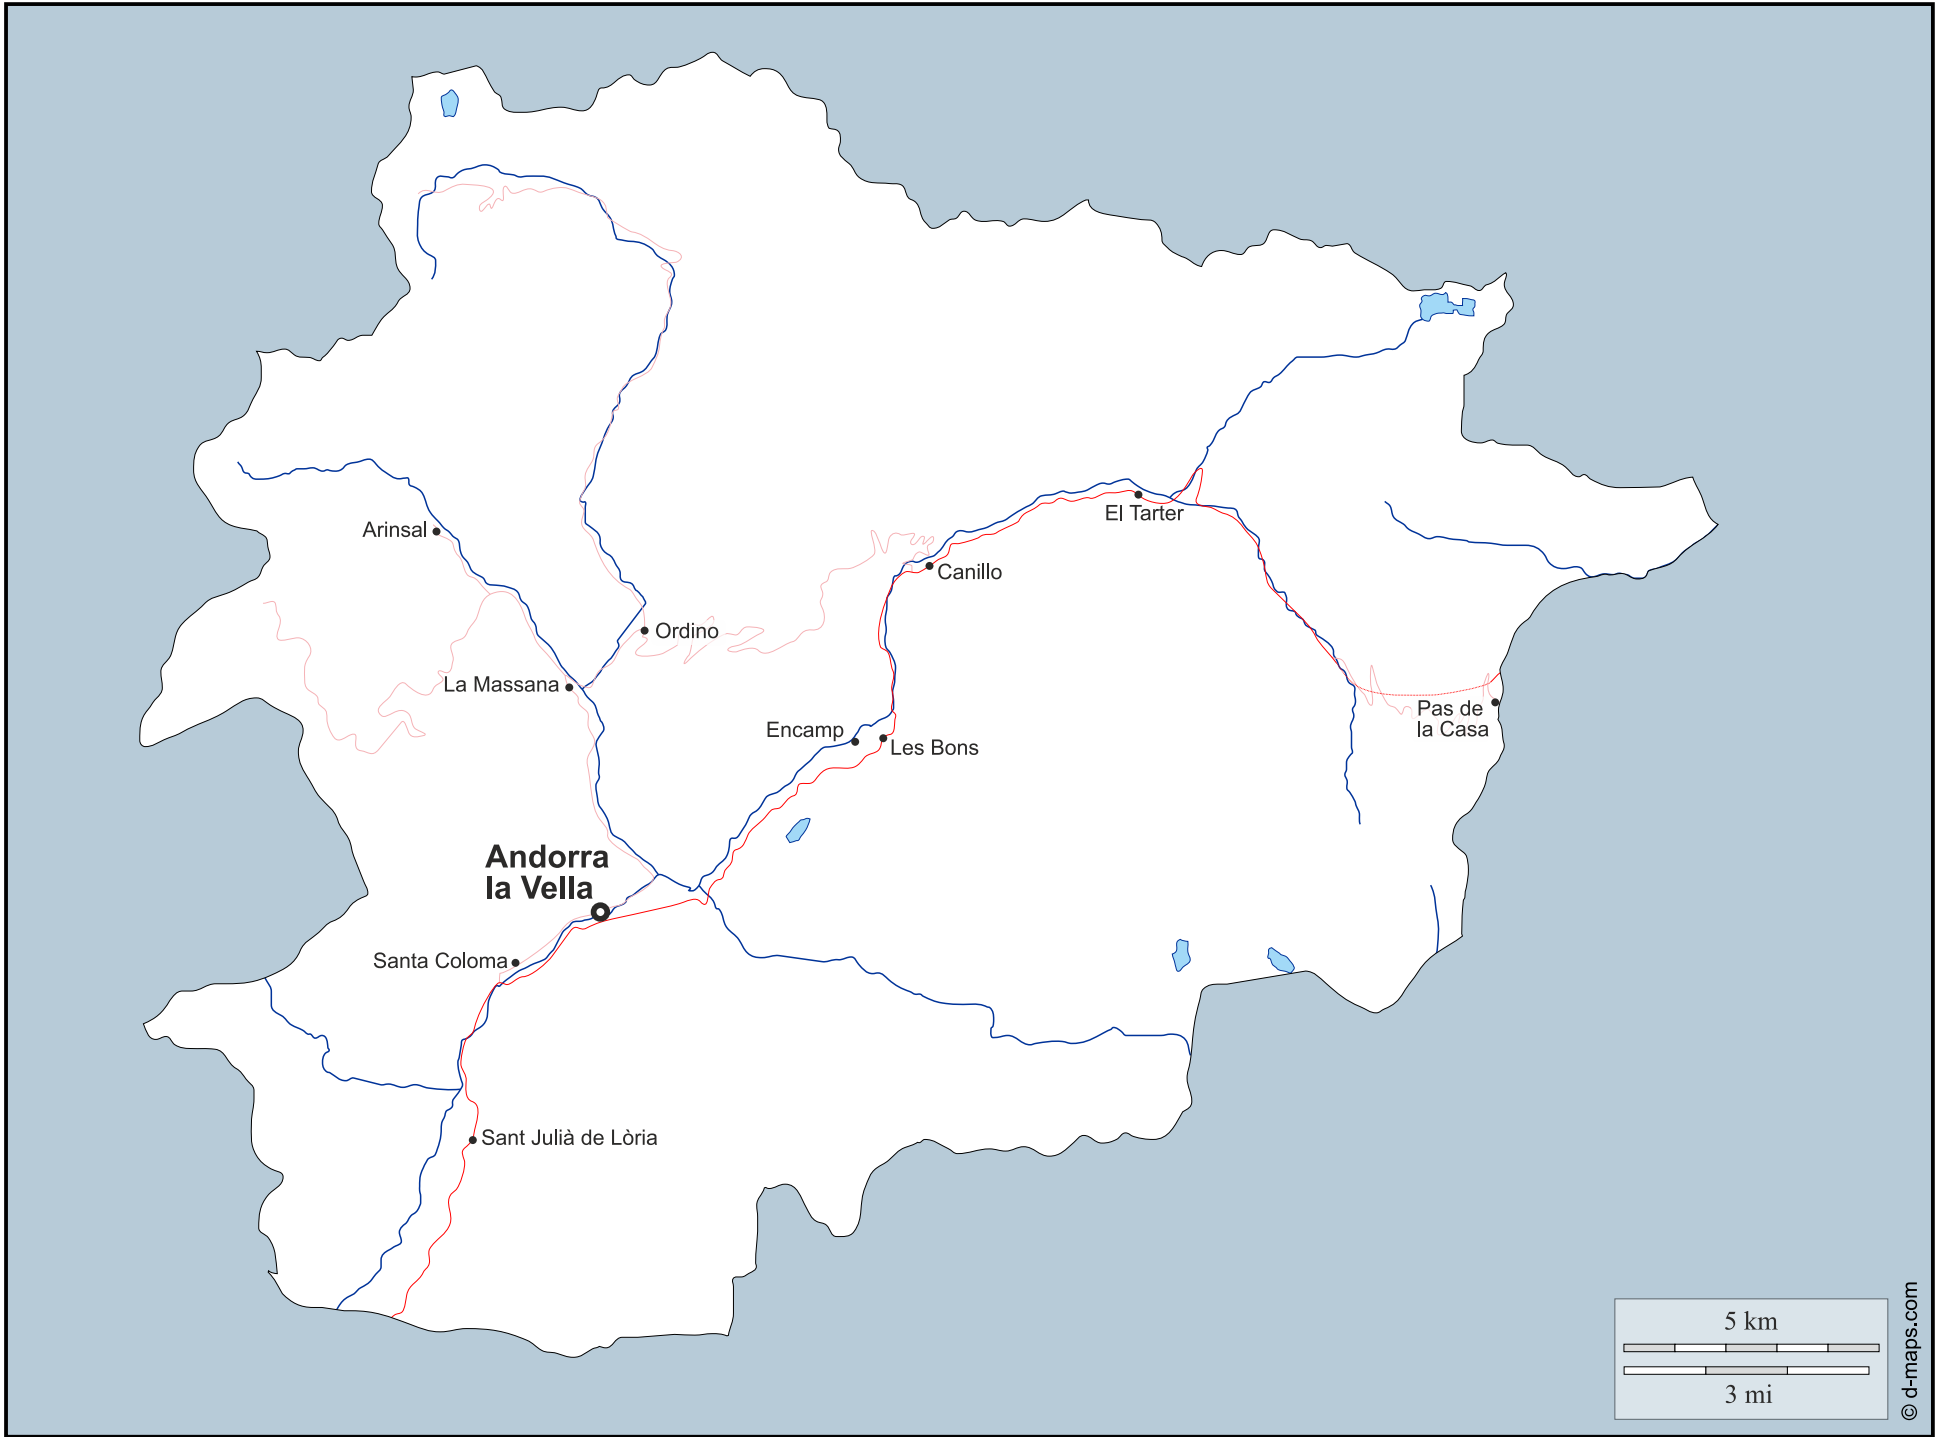 El Tarter
Arinsal
Canillo
Ordino
La Massana
Pas de
la Casa
Encamp
Les Bons
Andorra
la Vella
Santa Coloma
Sant Julià de Lòria
5 km
3 mi
© d-maps.com